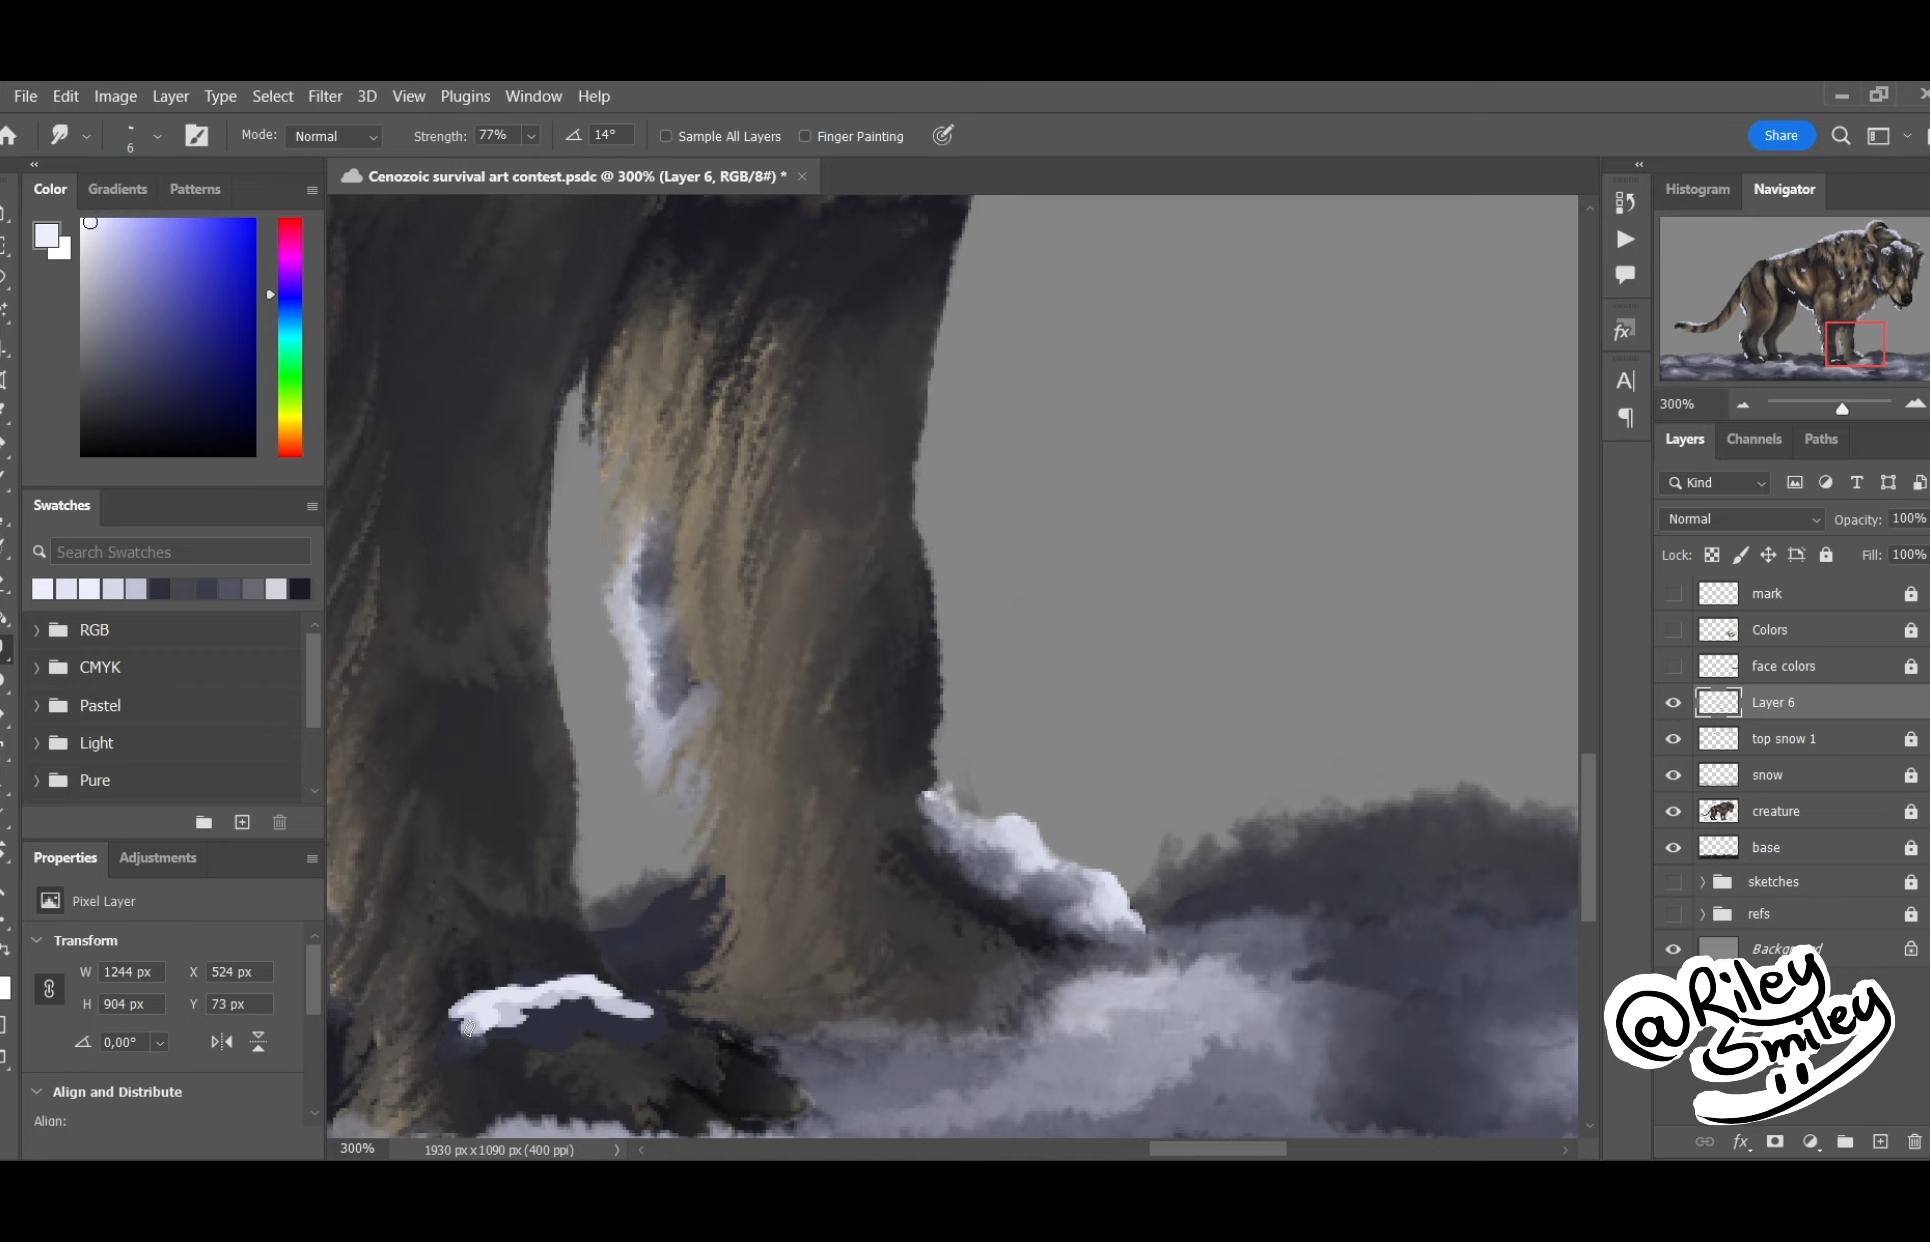 File Edit Image Layer Type Select Filter 3D View Plugins Window Help
6 Mode: Normal Strength: 77% 14° Sample All Layers Finger Painting Share
Color Gradients Patterns
Cenozoic survival art contest.psdc @ 300% (Layer 6, RGB/8#) *
Histogram Navigator
300%
Layers Channels Paths
Kind
Normal Opacity: 100%
Lock: Fill: 100%
mark
Colors
face colors
Layer 6
top snow 1
snow
creature
base
sketches
refs
Swatches
Search Swatches
RGB
CMYK
Pastel
Light
Pure
Properties Adjustments
Pixel Layer
Transform
W 1244 px X 524 px
H 904 px Y 73 px
0,00°
Align and Distribute
Align:
300% 1930 px x 1090 px (400 ppi)
@Riley
Smiley